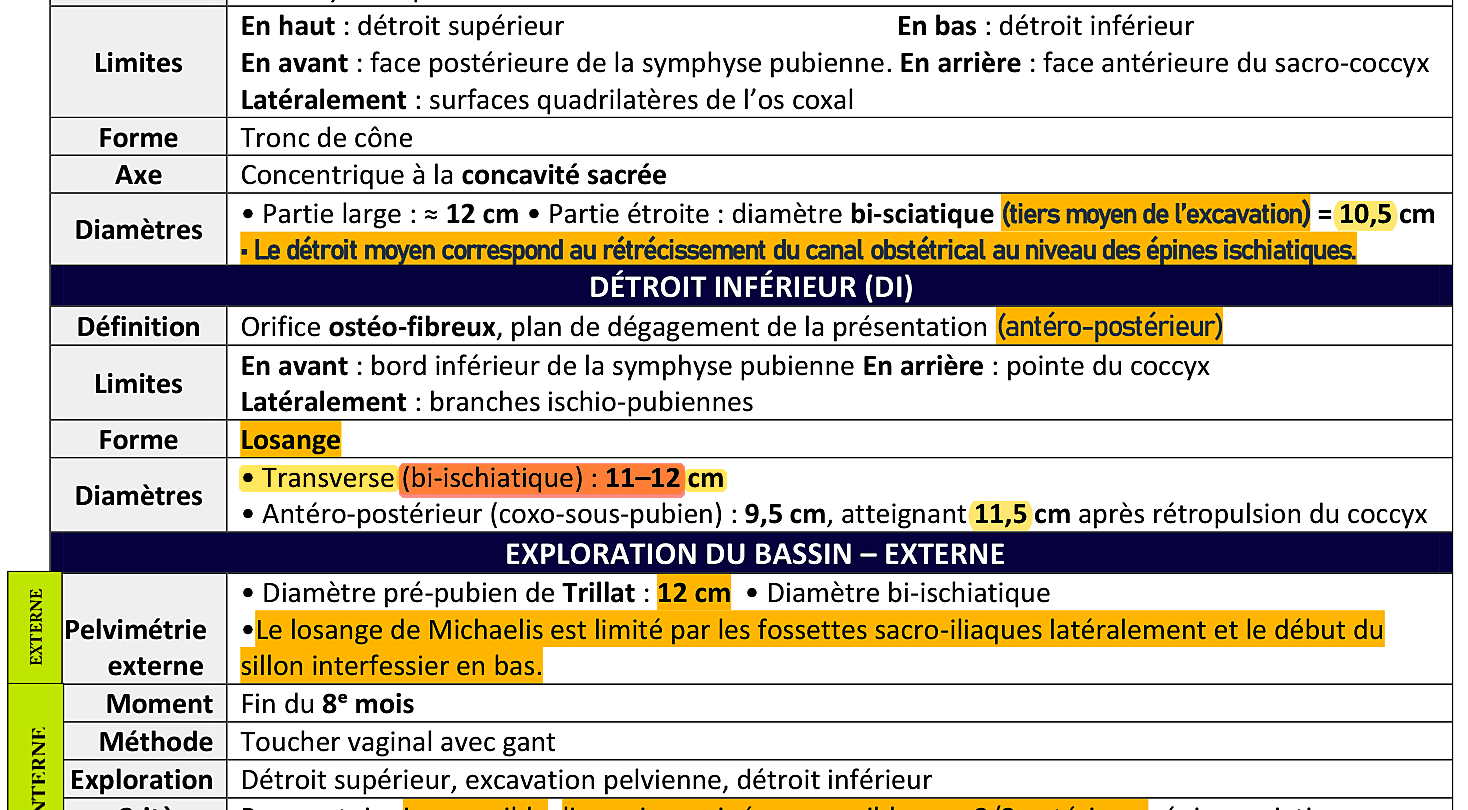 Limites
En haut : détroit supérieur En bas : détroit inférieur
En avant : face postérieure de la symphyse pubienne. En arrière : face antérieure du sacro-coccyx
Latéralement : surfaces quadrilatères de l'os coxal
Forme Tronc de cône
Axe Concentrique à la concavité sacrée
Diamètres
• Partie large : ≈ 12 cm • Partie étroite : diamètre bi-sciatique (tiers moyen de l'excavation) = 10,5 cm
▪ Le détroit moyen correspond au rétrécissement du canal obstétrical au niveau des épines ischiatiques.
DÉTROIT INFÉRIEUR (DI)
Définition Orifice ostéo-fibreux, plan de dégagement de la présentation (antéro-postérieur)
Limites
En avant : bord inférieur de la symphyse pubienne En arrière : pointe du coccyx
Latéralement : branches ischio-pubiennes
Forme Losange
Diamètres
• Transverse (bi-ischiatique) : 11–12 cm
• Antéro-postérieur (coxo-sous-pubien) : 9,5 cm, atteignant 11,5 cm après rétropulsion du coccyx
EXPLORATION DU BASSIN – EXTERNE
EXTERNE
Pelvimétrie externe
• Diamètre pré-pubien de Trillat : 12 cm • Diamètre bi-ischiatique
•Le losange de Michaelis est limité par les fossettes sacro-iliaques latéralement et le début du
sillon interfessier en bas.
Moment Fin du 8e mois
Méthode Toucher vaginal avec gant
Exploration Détroit supérieur, excavation pelvienne, détroit inférieur